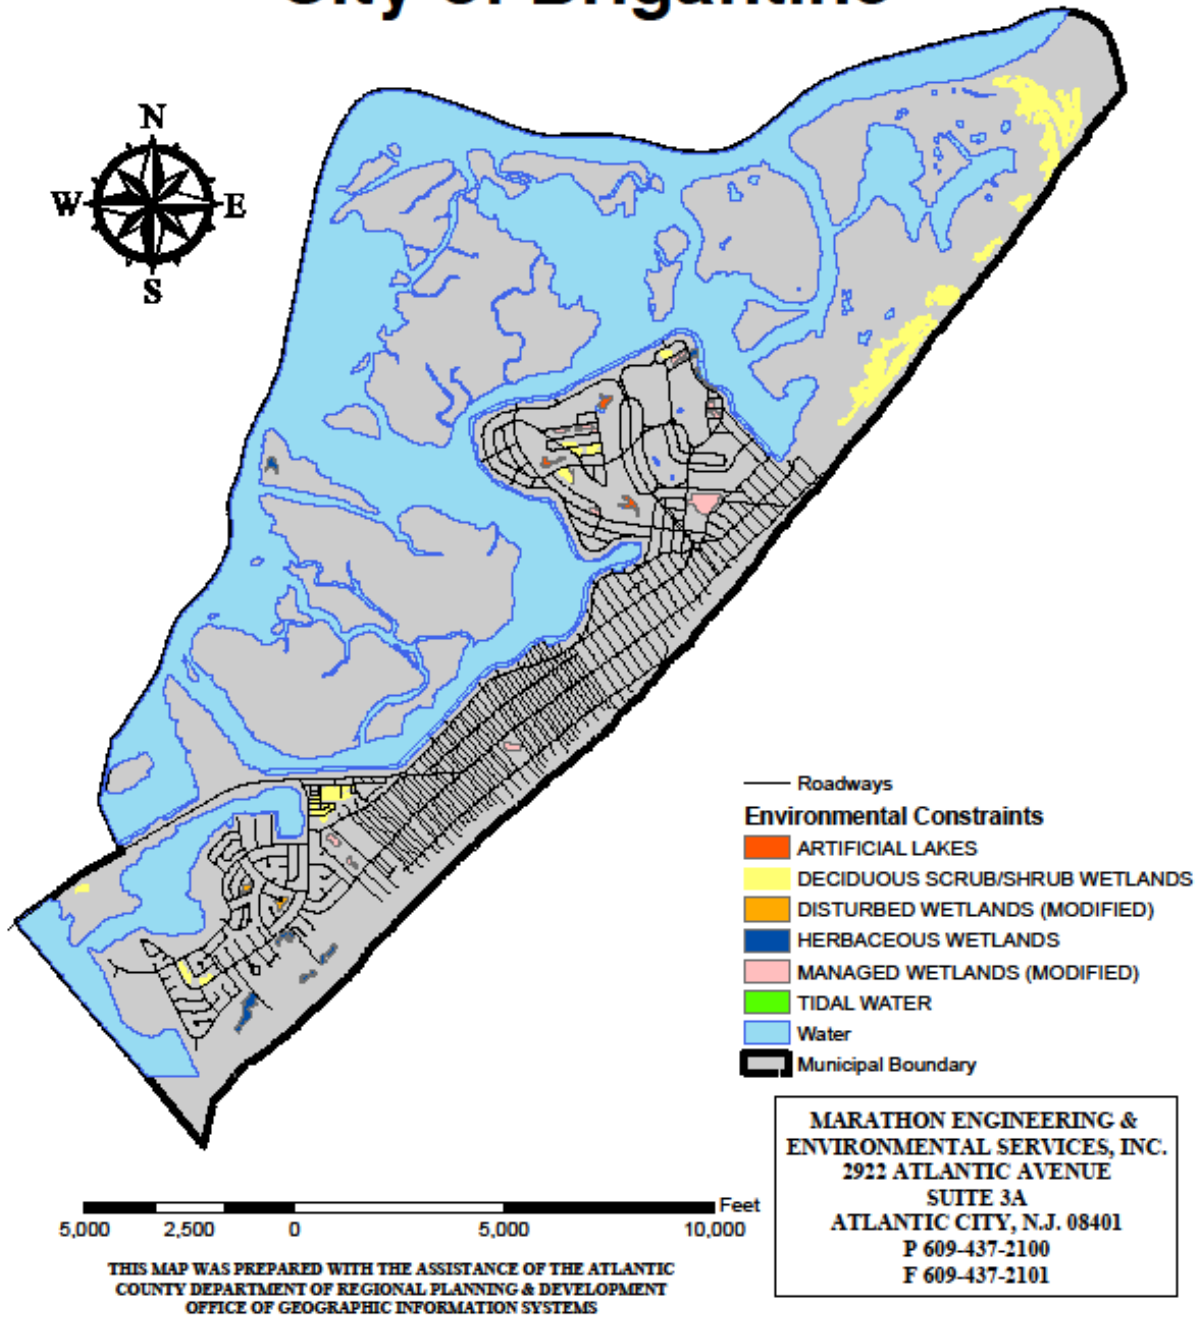 City of Brigantine
N
W
E
S
Roadways
Environmental Constraints
ARTIFICIAL LAKES
DECIDUOUS SCRUB/SHRUB WETLANDS
DISTURBED WETLANDS (MODIFIED)
HERBACEOUS WETLANDS
MANAGED WETLANDS (MODIFIED)
TIDAL WATER
Water
Municipal Boundary
MARATHON ENGINEERING &
ENVIRONMENTAL SERVICES, INC.
2922 ATLANTIC AVENUE
SUITE 3A
ATLANTIC CITY, N.J. 08401
P 609-437-2100
F 609-437-2101
Feet
5,000 2,500 0 5,000 10,000
THIS MAP WAS PREPARED WITH THE ASSISTANCE OF THE ATLANTIC
COUNTY DEPARTMENT OF REGIONAL PLANNING & DEVELOPMENT
OFFICE OF GEOGRAPHIC INFORMATION SYSTEMS